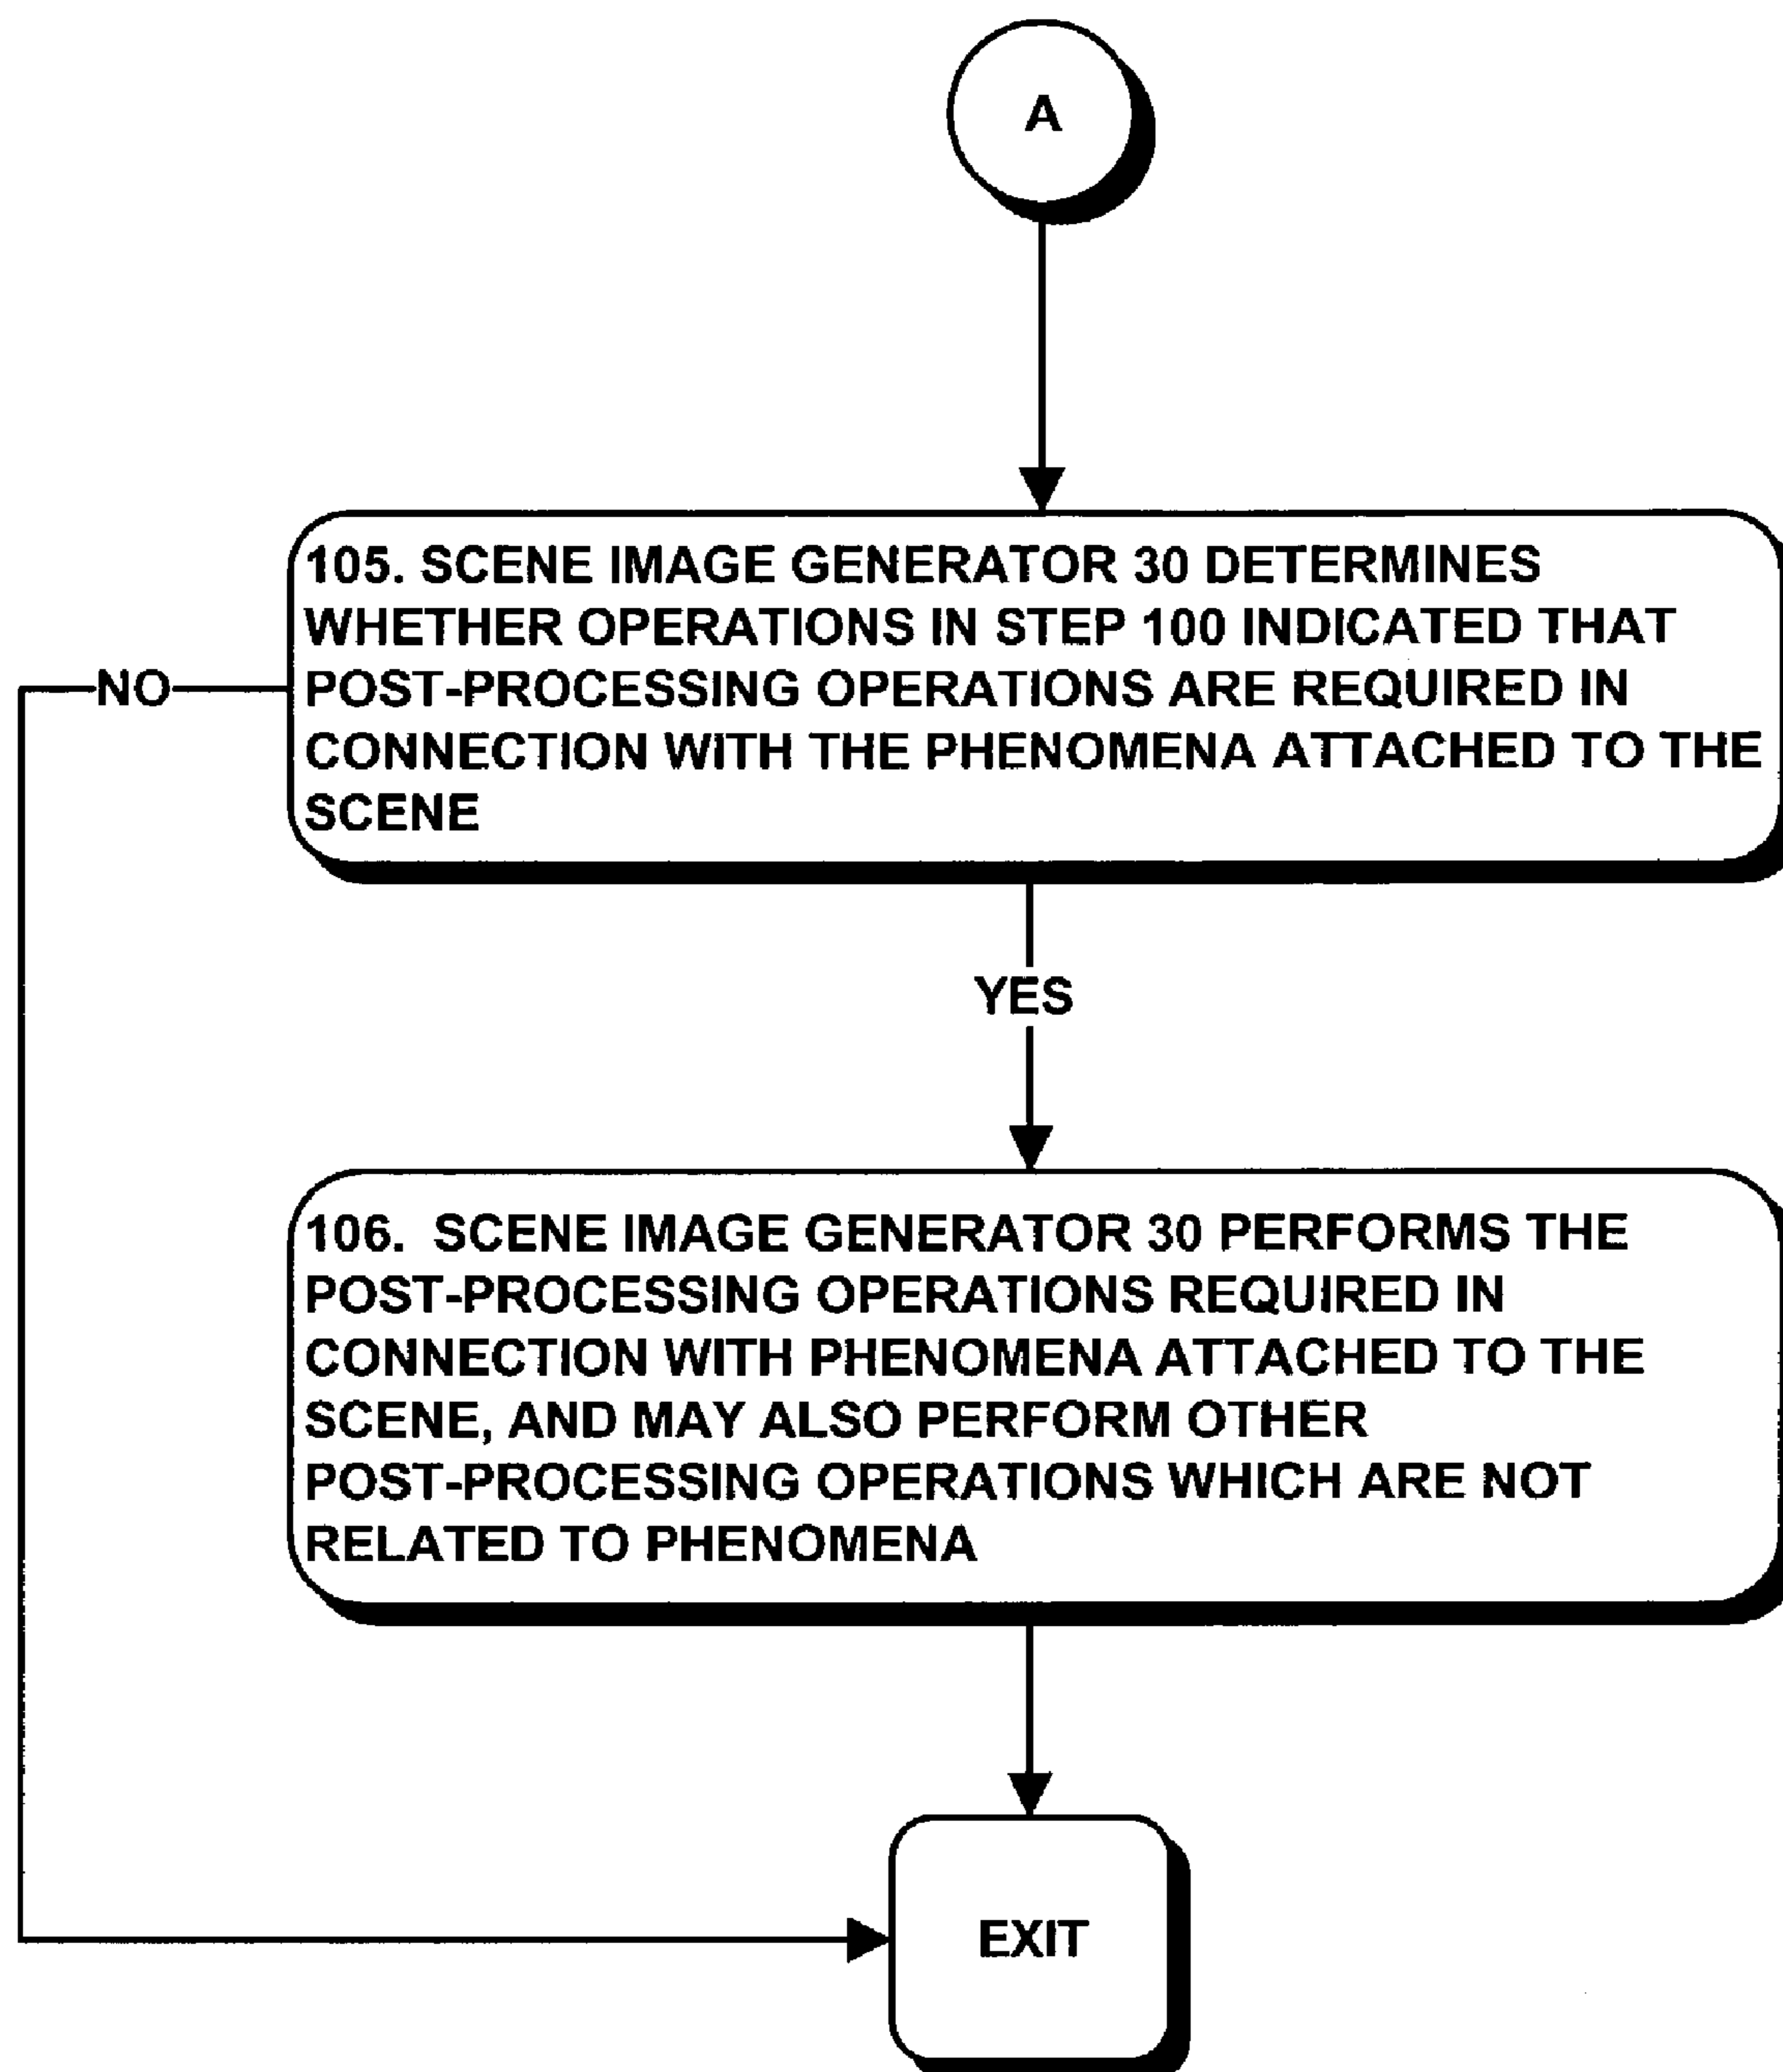 A
105. SCENE IMAGE GENERATOR 30 DETERMINES
WHETHER OPERATIONS IN STEP 100 INDICATED THAT
POST-PROCESSING OPERATIONS ARE REQUIRED IN
CONNECTION WITH THE PHENOMENA ATTACHED TO THE
SCENE
NO
YES
106. SCENE IMAGE GENERATOR 30 PERFORMS THE
POST-PROCESSING OPERATIONS REQUIRED IN
CONNECTION WITH PHENOMENA ATTACHED TO THE
SCENE, AND MAY ALSO PERFORM OTHER
POST-PROCESSING OPERATIONS WHICH ARE NOT
RELATED TO PHENOMENA
EXIT